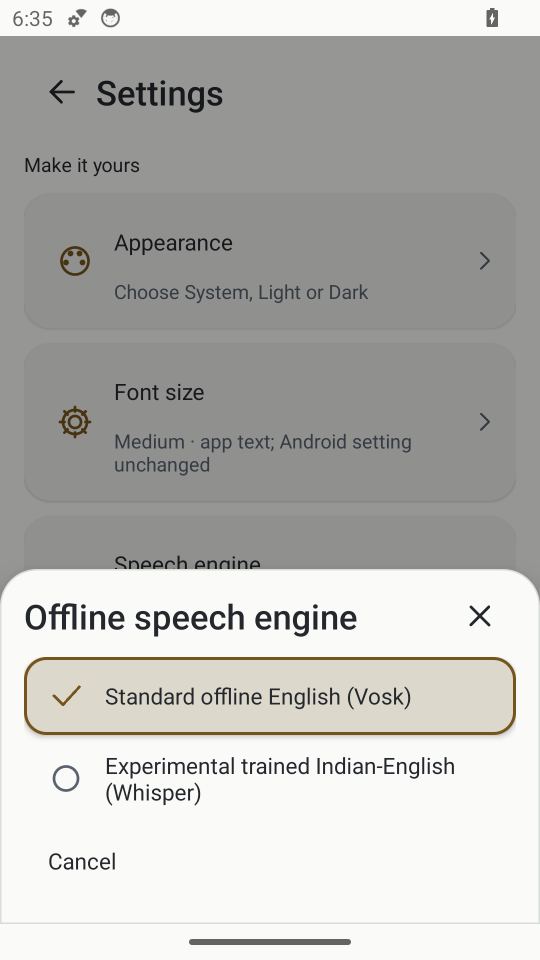 6:35
Settings
Make it yours
Appearance
Choose System, Light or Dark
Font size
Medium · app text; Android setting
unchanged
Speech engine
Offline speech engine
Standard offline English (Vosk)
Experimental trained Indian-English
(Whisper)
Cancel